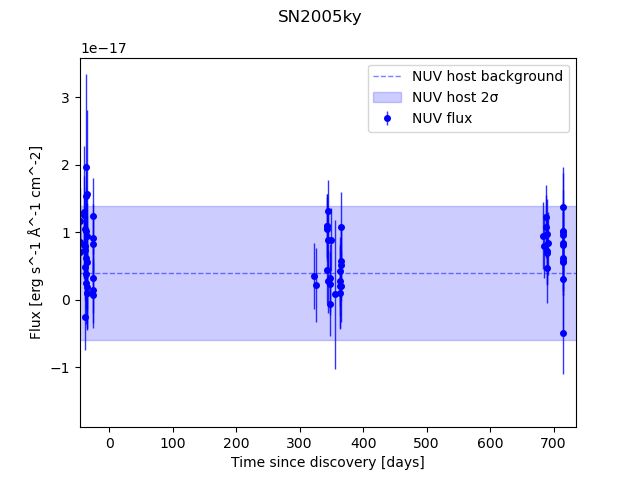 SN2005ky
1e−17
NUV host background
NUV host 2σ
NUV flux
3
2
1
0
−1
Flux [erg s^-1 Å^-1 cm^-2]
0 100 200 300 400 500 600 700
Time since discovery [days]